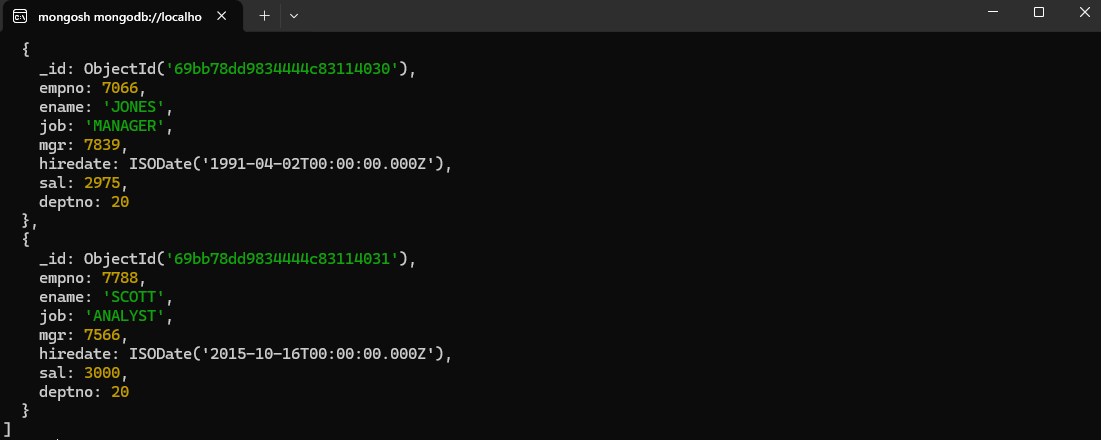 mongosh mongodb://localho
{
_id: ObjectId('69bb78dd9834444c83114030'),
empno: 7066,
ename: 'JONES',
job: 'MANAGER',
mgr: 7839,
hiredate: ISODate('1991-04-02T00:00:00.000Z'),
sal: 2975,
deptno: 20
},
{
_id: ObjectId('69bb78dd9834444c83114031'),
empno: 7788,
ename: 'SCOTT',
job: 'ANALYST',
mgr: 7566,
hiredate: ISODate('2015-10-16T00:00:00.000Z'),
sal: 3000,
deptno: 20
}
]